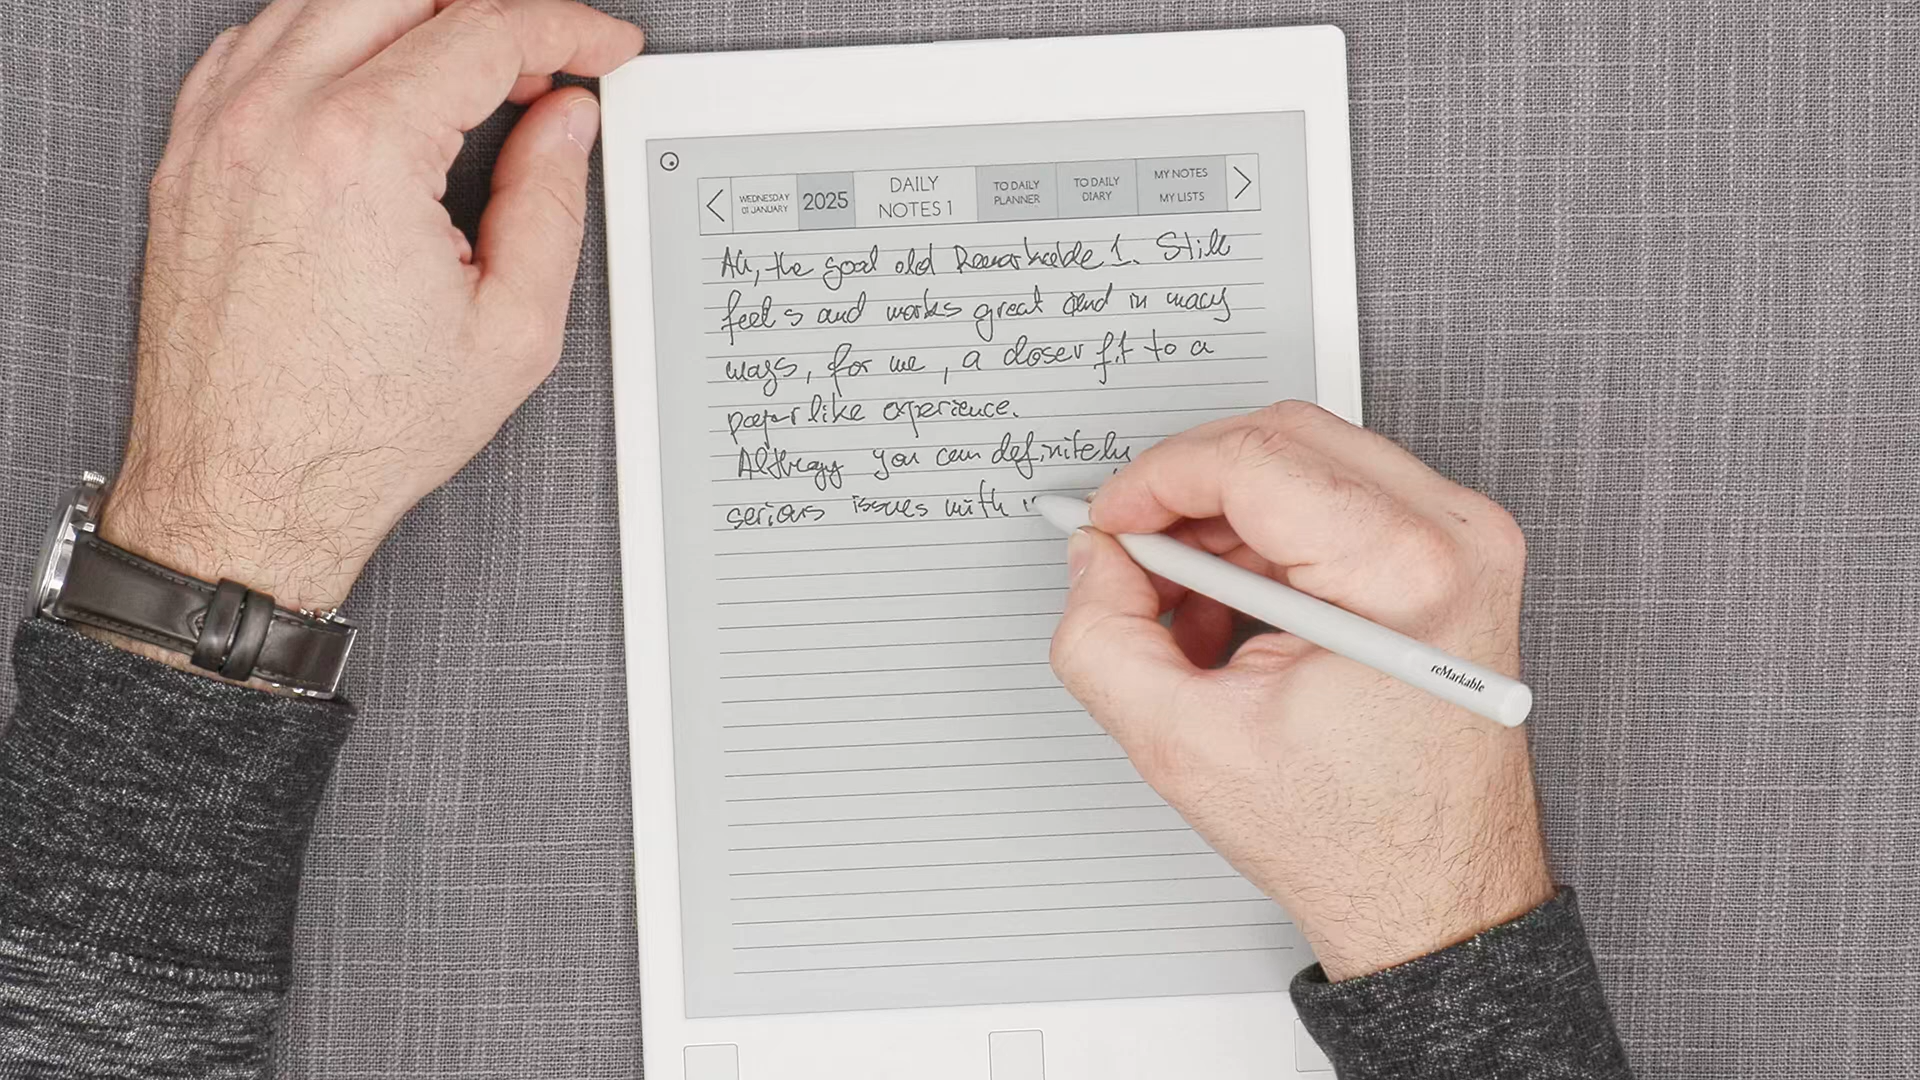 WEDNESDAY
01 JANUARY
2025
DAILY
NOTES 1
TO DAILY
PLANNER
TO DAILY
DIARY
MY NOTES
MY LISTS
Ah, the good old Remarkable 1. Still
feels and works great and in many
ways, for me, a closer fit to a
paper like experience.
you can definitely
serious issues with
reMarkable